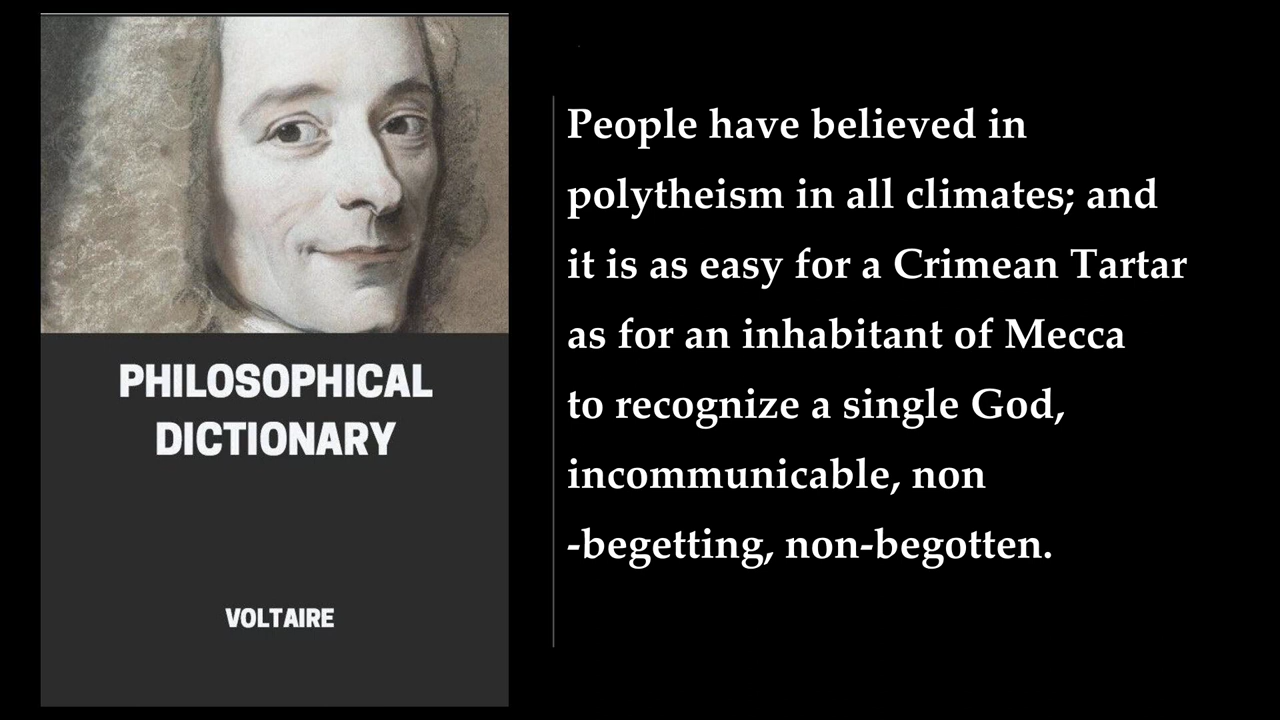 PHILOSOPHICAL
DICTIONARY
VOLTAIRE
People have believed in
polytheism in all climates; and
it is as easy for a Crimean Tartar
as for an inhabitant of Mecca
to recognize a single God,
incommunicable, non
-begetting, non-begotten.